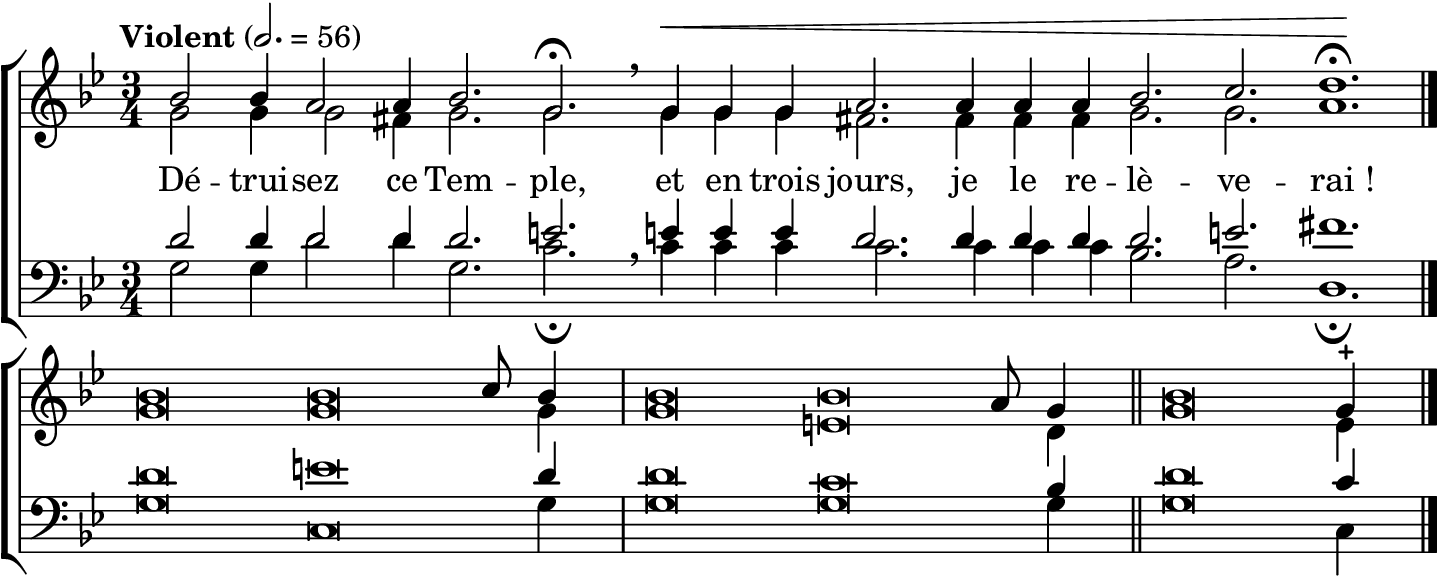 Violent (𝅗𝅥. = 56)
Dé - trui - sez ce Tem - ple, et en trois jours, je le re - lè - ve - rai !